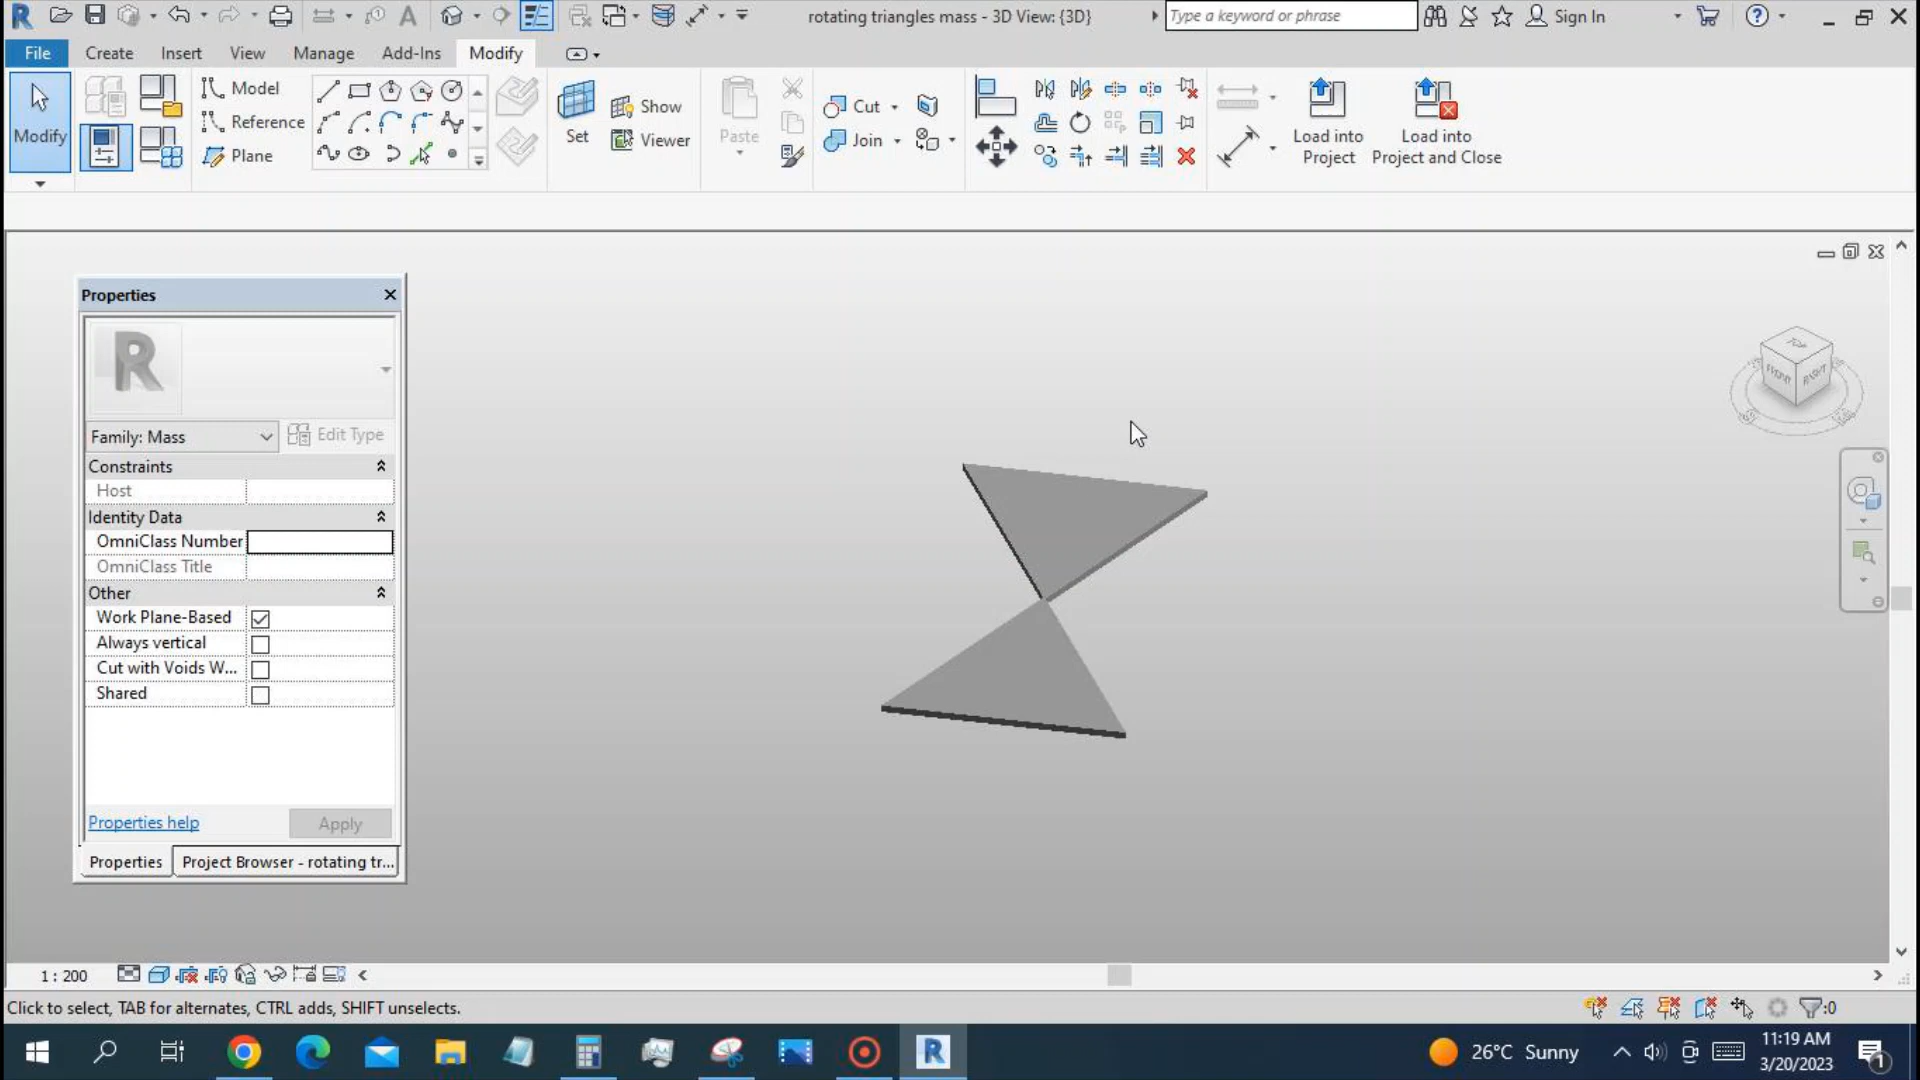 rotating triangles mass - 3D View: {3D}
Type a keyword or phrase
Sign In
File
Create
Insert
View
Manage
Add-Ins
Modify
Modify
Model
Reference
Plane
Set
Show
Viewer
Paste
Cut
Join
Load into
Project
Load into
Project and Close
Properties
R
Family: Mass
Edit Type
Constraints
Host
Identity Data
OmniClass Number
OmniClass Title
Other
Work Plane-Based
Always vertical
Cut with Voids W...
Shared
Properties help
Apply
Properties
Project Browser - rotating tr...
TOP
FRONT
RIGHT
1 : 200
Click to select, TAB for alternates, CTRL adds, SHIFT unselects.
:0
26°C Sunny
11:19 AM
3/20/2023
1